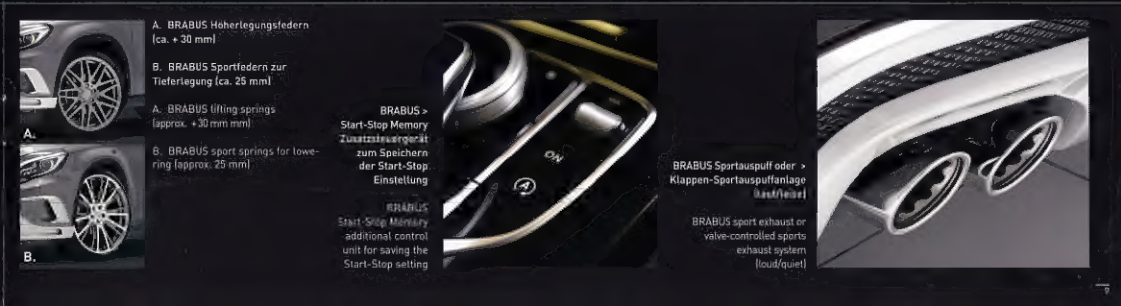 A. BRABUS Höherlegungsfedern
(ca. + 30 mm)
B. BRABUS Sportfedern zur
Tieferlegung (ca. 25 mm)
A. BRABUS lifting springs
(approx. +30 mm mm)
B. BRABUS sport springs for lowe-
ring (approx. 25 mm)
A.
B.
BRABUS >
Start-Stop Memory
Zusatzsteuergerät
zum Speichern
der Start-Stop
Einstellung
BRABUS
Start-Stop Memory
additional control
unit for saving the
Start-Stop setting
ON
A
BRABUS Sportauspuff oder >
Klappen-Sportauspuffanlage
(laut/leise)
BRABUS sport exhaust or
valve-controlled sports
exhaust system
(loud/quiet)
9